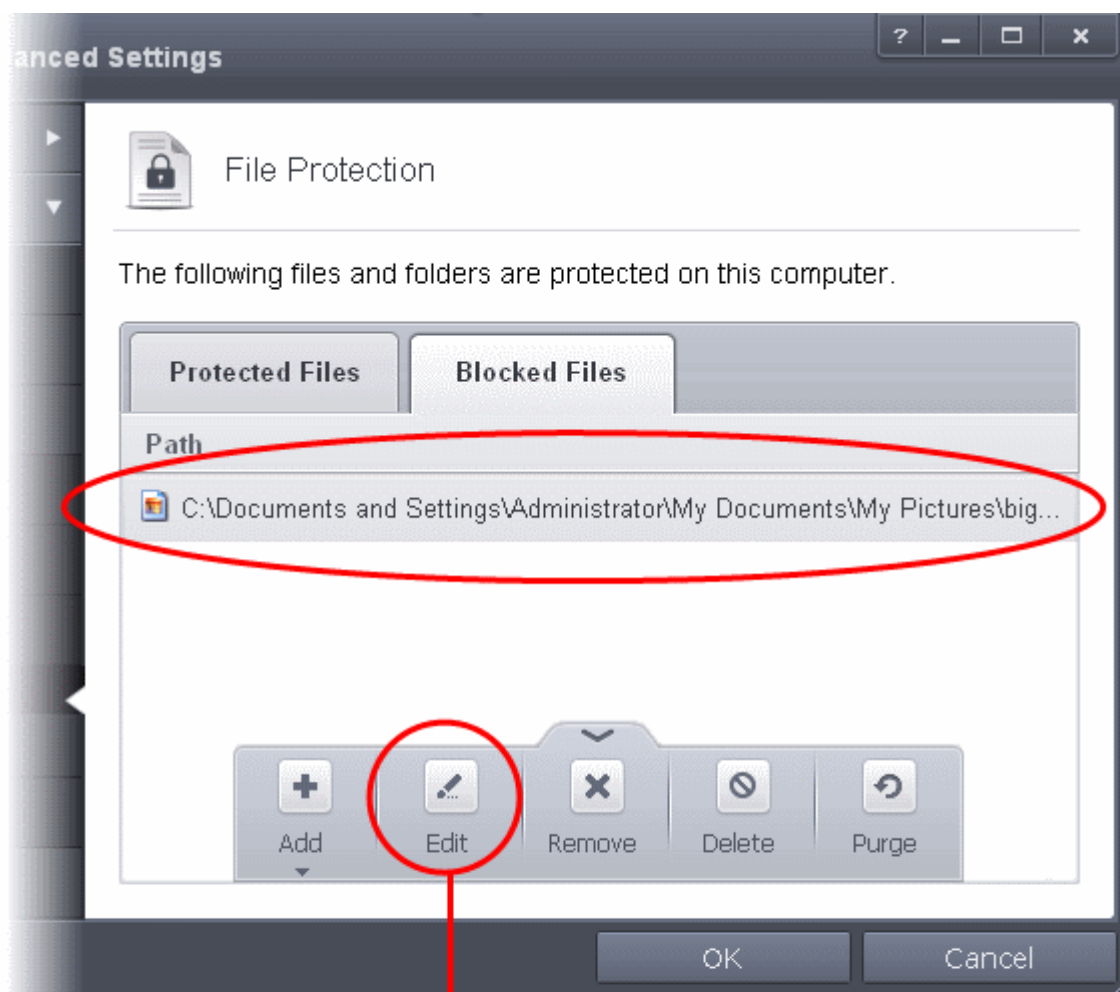 anced Settings
?
File Protection
The following files and folders are protected on this computer.
Protected Files
Blocked Files
Path
C:\Documents and Settings\Administrator\My Documents\My Pictures\big...
Add
Edit
Remove
Delete
Purge
OK
Cancel